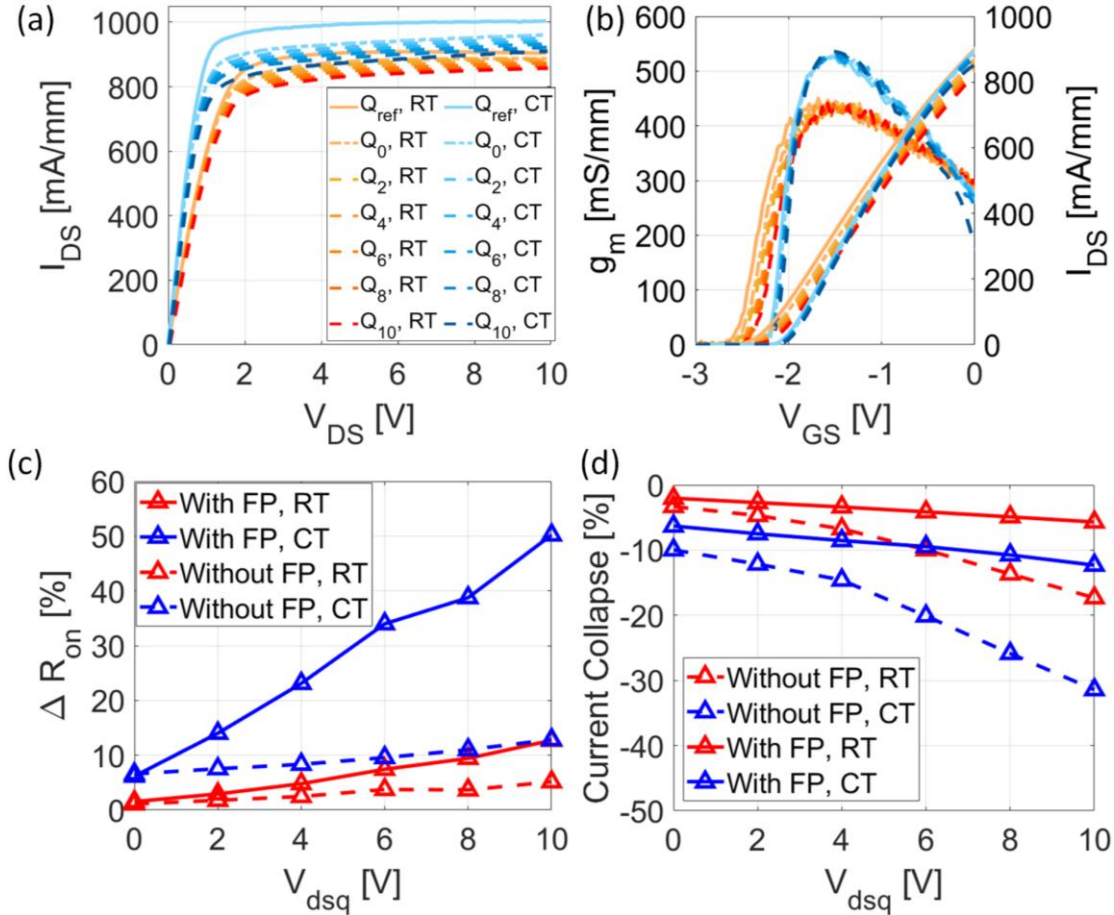 (a)
1000
800
600
400
200
0
I_DS [mA/mm]
0 2 4 6 8 10
V_DS [V]
Q_ref, RT Q_ref, CT
Q_0, RT Q_0, CT
Q_2, RT Q_2, CT
Q_4, RT Q_4, CT
Q_6, RT Q_6, CT
Q_8, RT Q_8, CT
Q_10, RT Q_10, CT
(b)
600 1000
500 800
400 600
300
200 400
100 200
0 0
g_m [mS/mm]
I_DS [mA/mm]
-3 -2 -1 0
V_GS [V]
(c)
60
50
40
30
20
10
0
Δ R_on [%]
With FP, RT
With FP, CT
Without FP, RT
Without FP, CT
0 2 4 6 8 10
V_dsq [V]
(d)
0
-10
-20
-30
-40
-50
Current Collapse [%]
Without FP, RT
Without FP, CT
With FP, RT
With FP, CT
0 2 4 6 8 10
V_dsq [V]